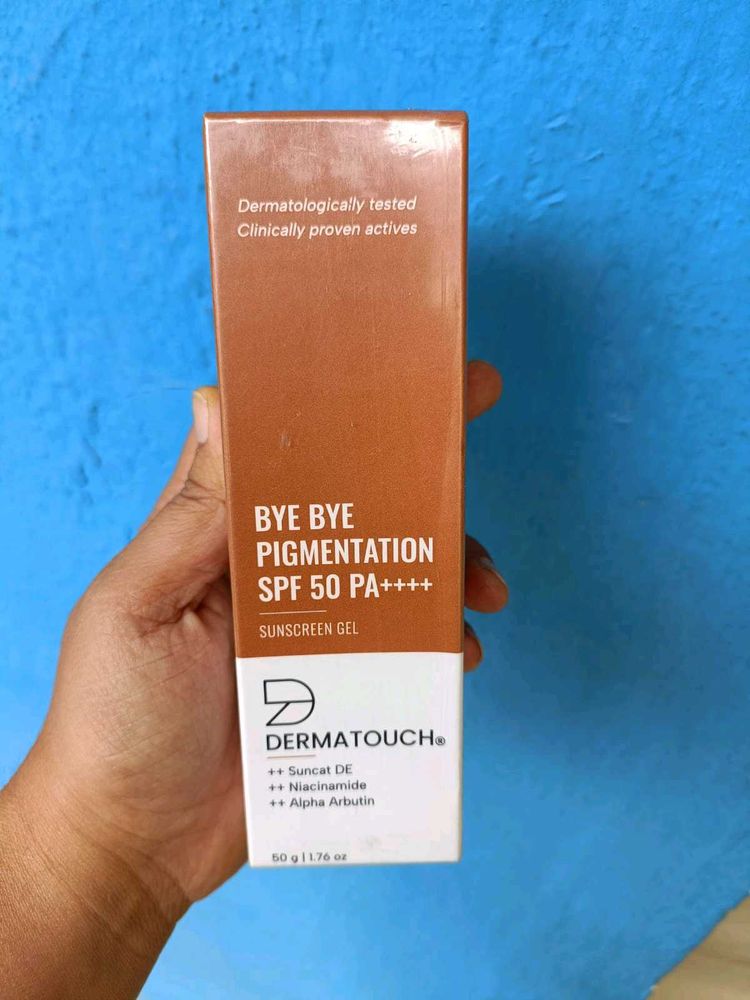 Dermatologically tested
Clinically proven actives
BYE BYE
PIGMENTATION
SPF 50 PA++++
SUNSCREEN GEL
DERMATOUCH®
++ Suncat DE
++ Niacinamide
++ Alpha Arbutin
50 g | 1.76 oz